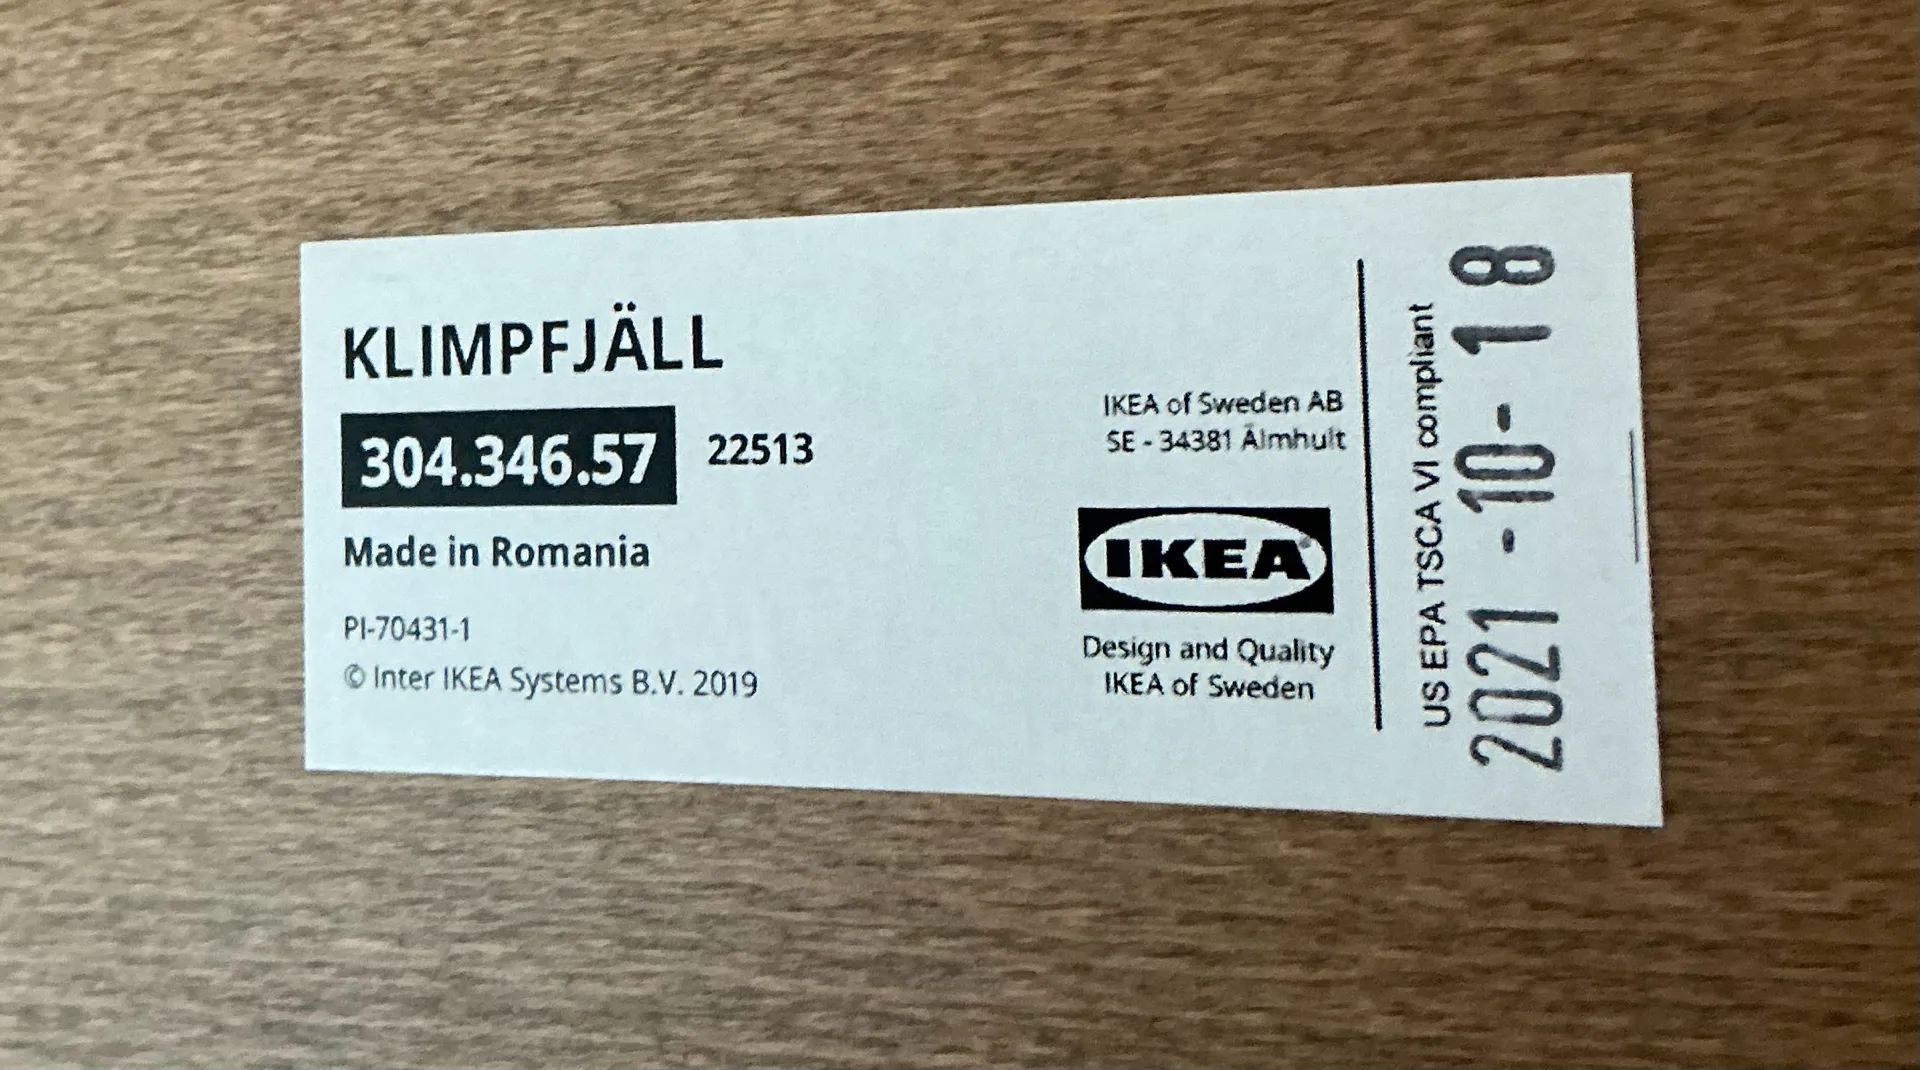 KLIMPFJÄLL
304.346.57 22513
Made in Romania
PI-70431-1
© Inter IKEA Systems B.V. 2019
IKEA of Sweden AB
SE - 34381 Älmhult
IKEA
Design and Quality
IKEA of Sweden
US EPA TSCA VI compliant
2021-10-18